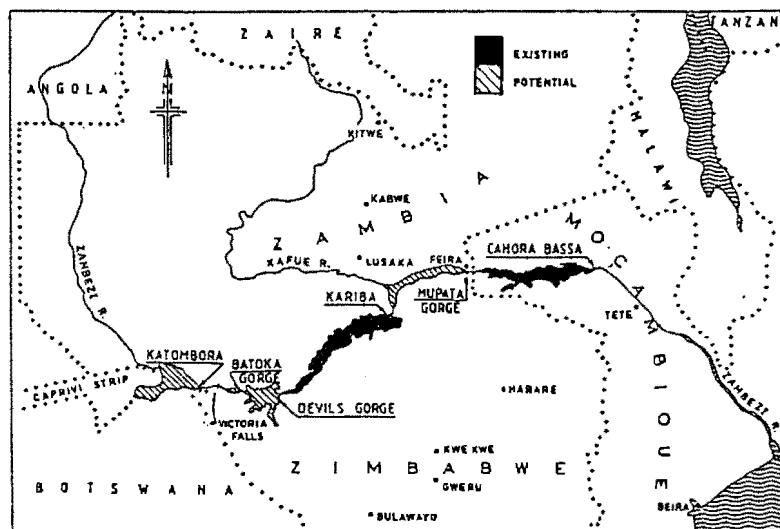 ZAIRE
TANZAN
EXISTING
POTENTIAL
ANGOLA
N
MALAWI
KITWE
KABWE
ZAMBIA
MOÇAMBIQUE
ZAMBEZI R.
KAFUE R.
LUSAKA
FEIRA
CAHORA BASSA
KARIBA
MUPATA
GORGE
TETE
KATOMBORA
BATOKA
GORGE
CAPRIVI STRIP
HARARE
ZAMBEZI R.
VICTORIA
FALLS
DEVILS GORGE
KWE KWE
ZIMBABWE
GWERU
BOTSWANA
BEIRA
BULAWAYO